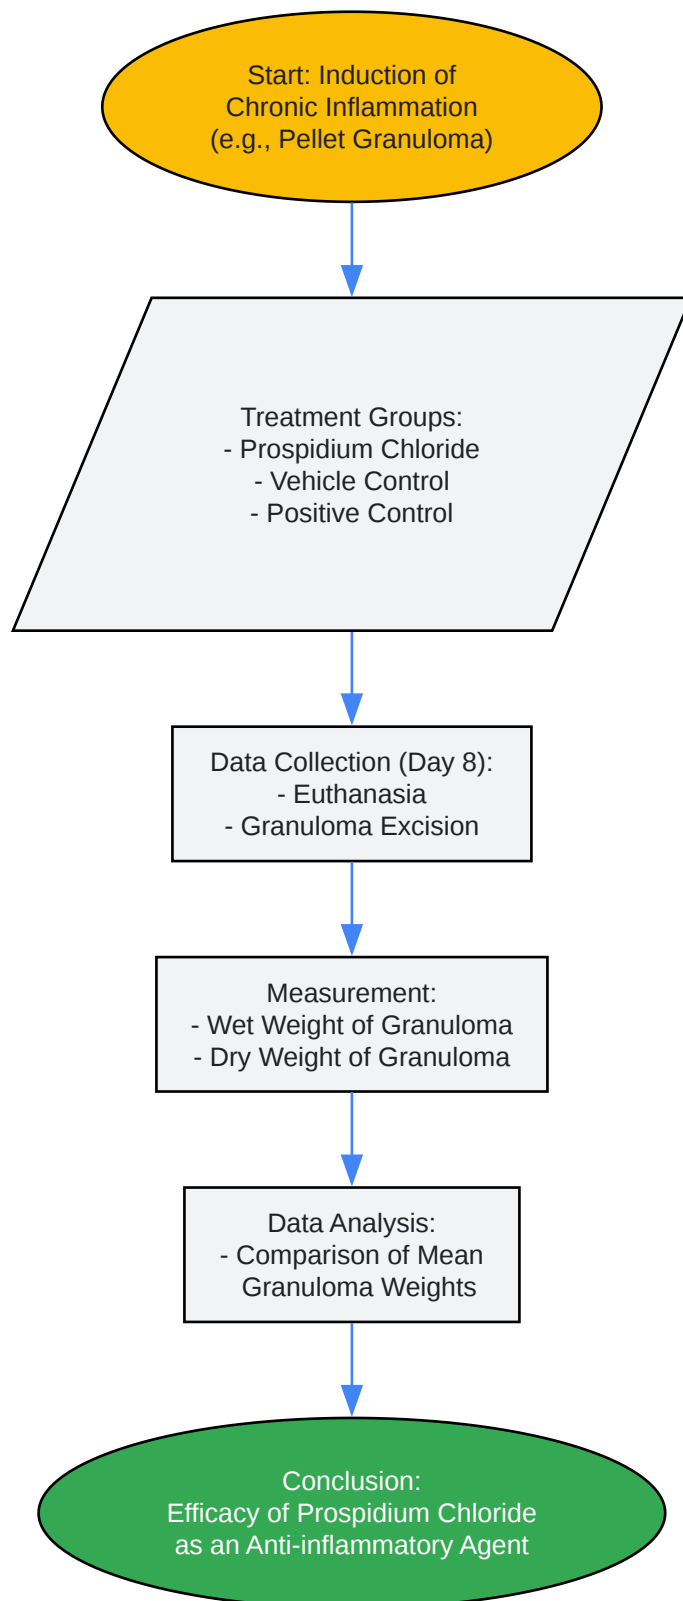 Start: Induction of
Chronic Inflammation
(e.g., Pellet Granuloma)
Treatment Groups:
- Prospidium Chloride
- Vehicle Control
- Positive Control
Data Collection (Day 8):
- Euthanasia
- Granuloma Excision
Measurement:
- Wet Weight of Granuloma
- Dry Weight of Granuloma
Data Analysis:
- Comparison of Mean
Granuloma Weights
Conclusion:
Efficacy of Prospidium Chloride
as an Anti-inflammatory Agent